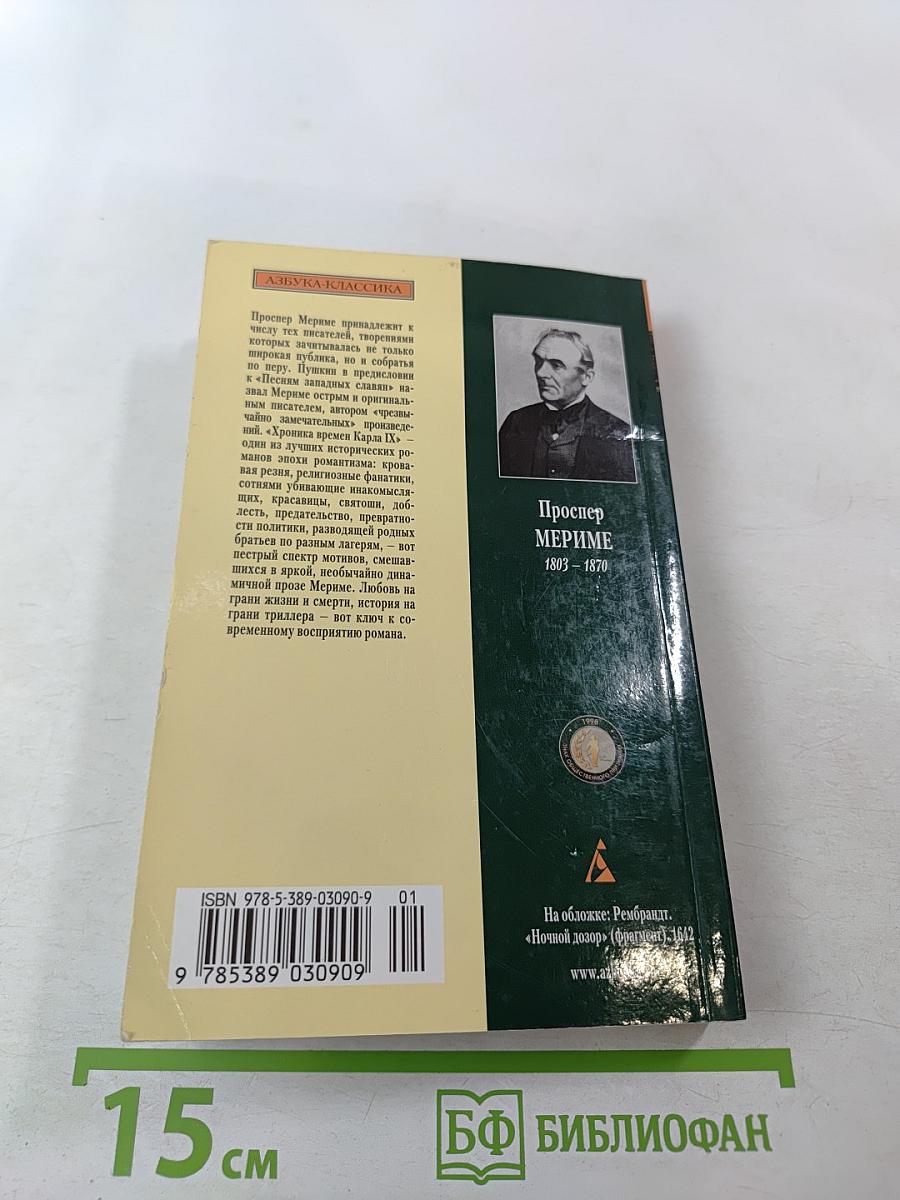 АЗБУКА-КЛАССИКА
Проспер Мериме принадлежит к
числу тех писателей, творениями
которых зачитывалась не только
широкая публика, но и собратья
по перу. Пушкин в предисловии
к «Песням западных славян» на-
звал Мериме острым и оригиналь-
ным писателем, автором «чрезвы-
чайно замечательных» произведе-
ний. «Хроника времен Карла IX» –
один из лучших исторических ро-
манов эпохи романтизма: крова-
вая резня, религиозные фанатики,
сотнями убивающие инакомысля-
щих, красавицы, святоши, доб-
лесть, предательство, превратно-
сти политики, разводящей родных
братьев по разным лагерям, – вот
пестрый спектр мотивов, смешав-
шихся в яркой, необычайно дина-
мичной прозе Мериме. Любовь на
грани жизни и смерти, история на
грани триллера – вот ключ к со-
временному восприятию романа.
ISBN 978-5-389-03090-9
01
9 785389 030909
Проспер
МЕРИМЕ
1803 – 1870
1998
ЗНАК ОБЩЕСТВЕННОГО ПРИЗНАНИЯ
На обложке: Рембрандт.
«Ночной дозор» (фрагмент). 1642
15 см
БФ БИБЛИОФАН